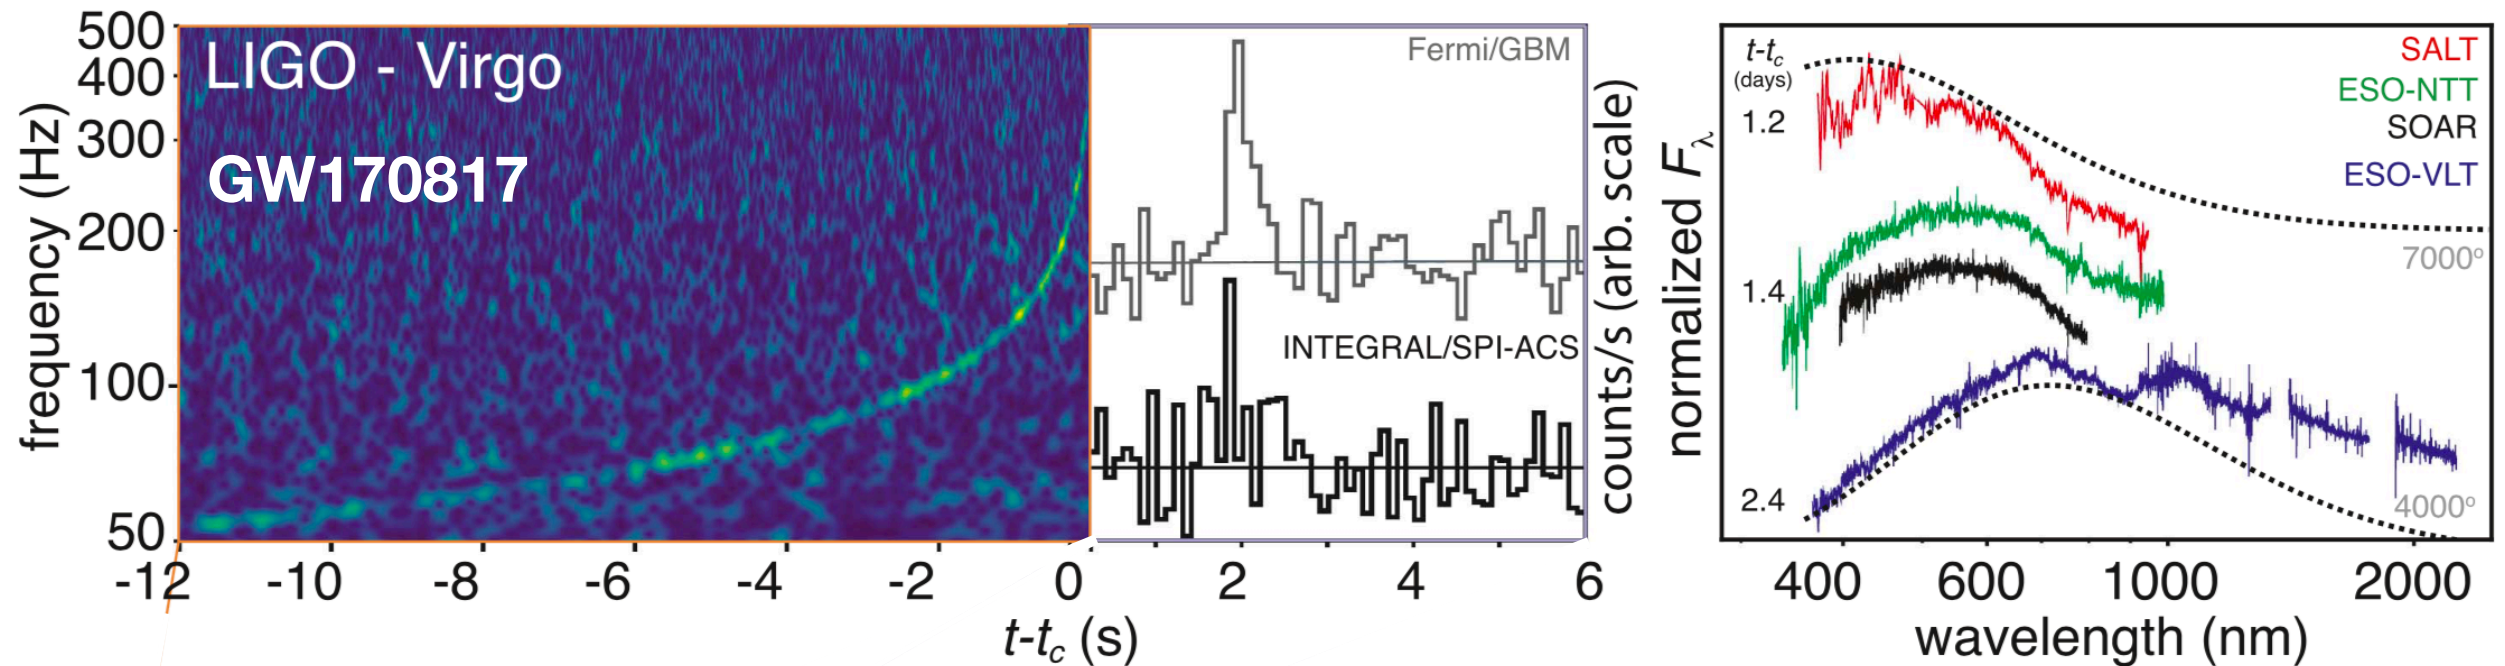 500
400
300
200
100
50
frequency (Hz)
LIGO - Virgo
GW170817
Fermi/GBM
INTEGRAL/SPI-ACS
counts/s (arb. scale)
-12 -10 -8 -6 -4 -2 0 2 4 6
t-tc (s)
normalized Fλ
t-tc
(days)
1.2
1.4
2.4
SALT
ESO-NTT
SOAR
ESO-VLT
7000º
4000º
400 600 1000 2000
wavelength (nm)